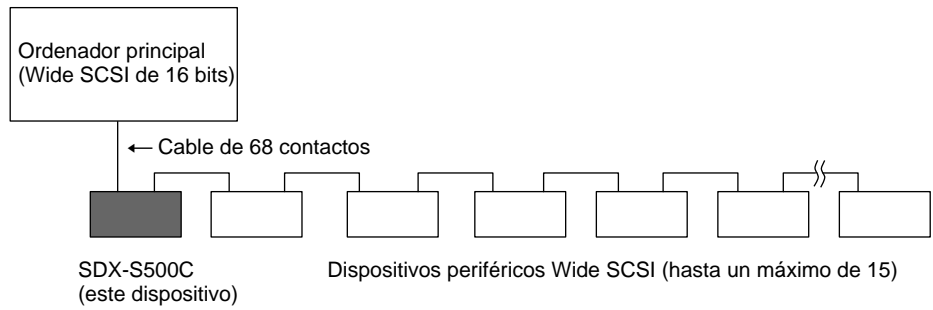 Ordenador principal
(Wide SCSI de 16 bits)
Cable de 68 contactos
SDX-S500C
(este dispositivo)
Dispositivos periféricos Wide SCSI (hasta un máximo de 15)